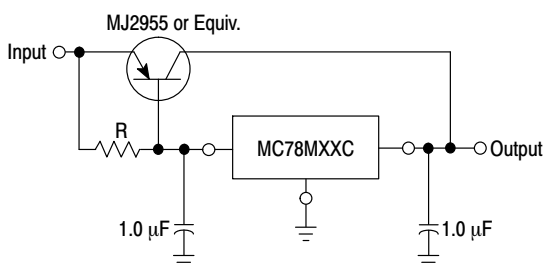 MJ2955 or Equiv.
Input
R
MC78MXXC
Output
1.0 μF
1.0 μF